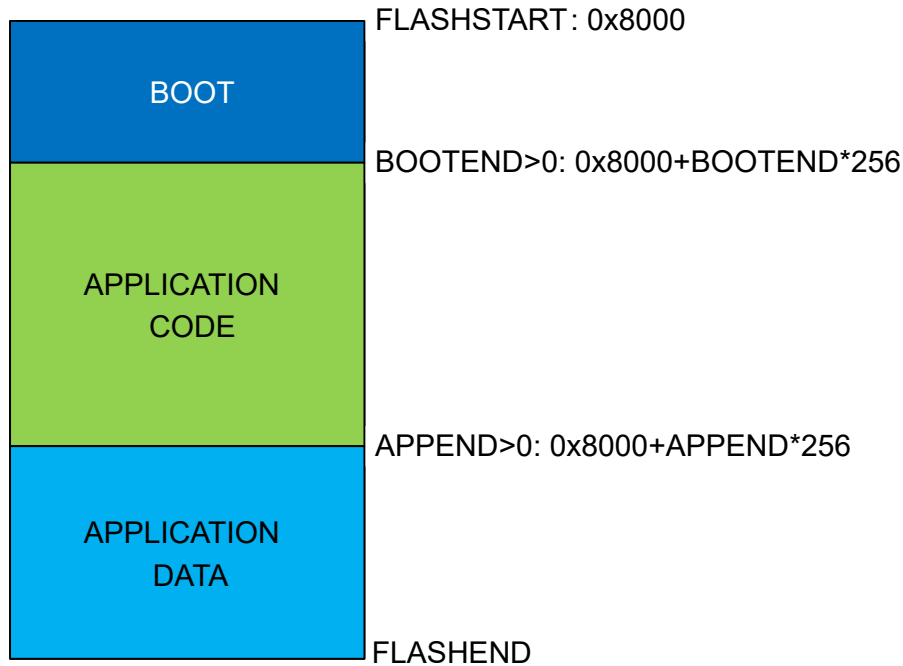 FLASHSTART: 0x8000
BOOT
BOOTEND>0: 0x8000+BOOTEND*256
APPLICATION
CODE
APPEND>0: 0x8000+APPEND*256
APPLICATION
DATA
FLASHEND